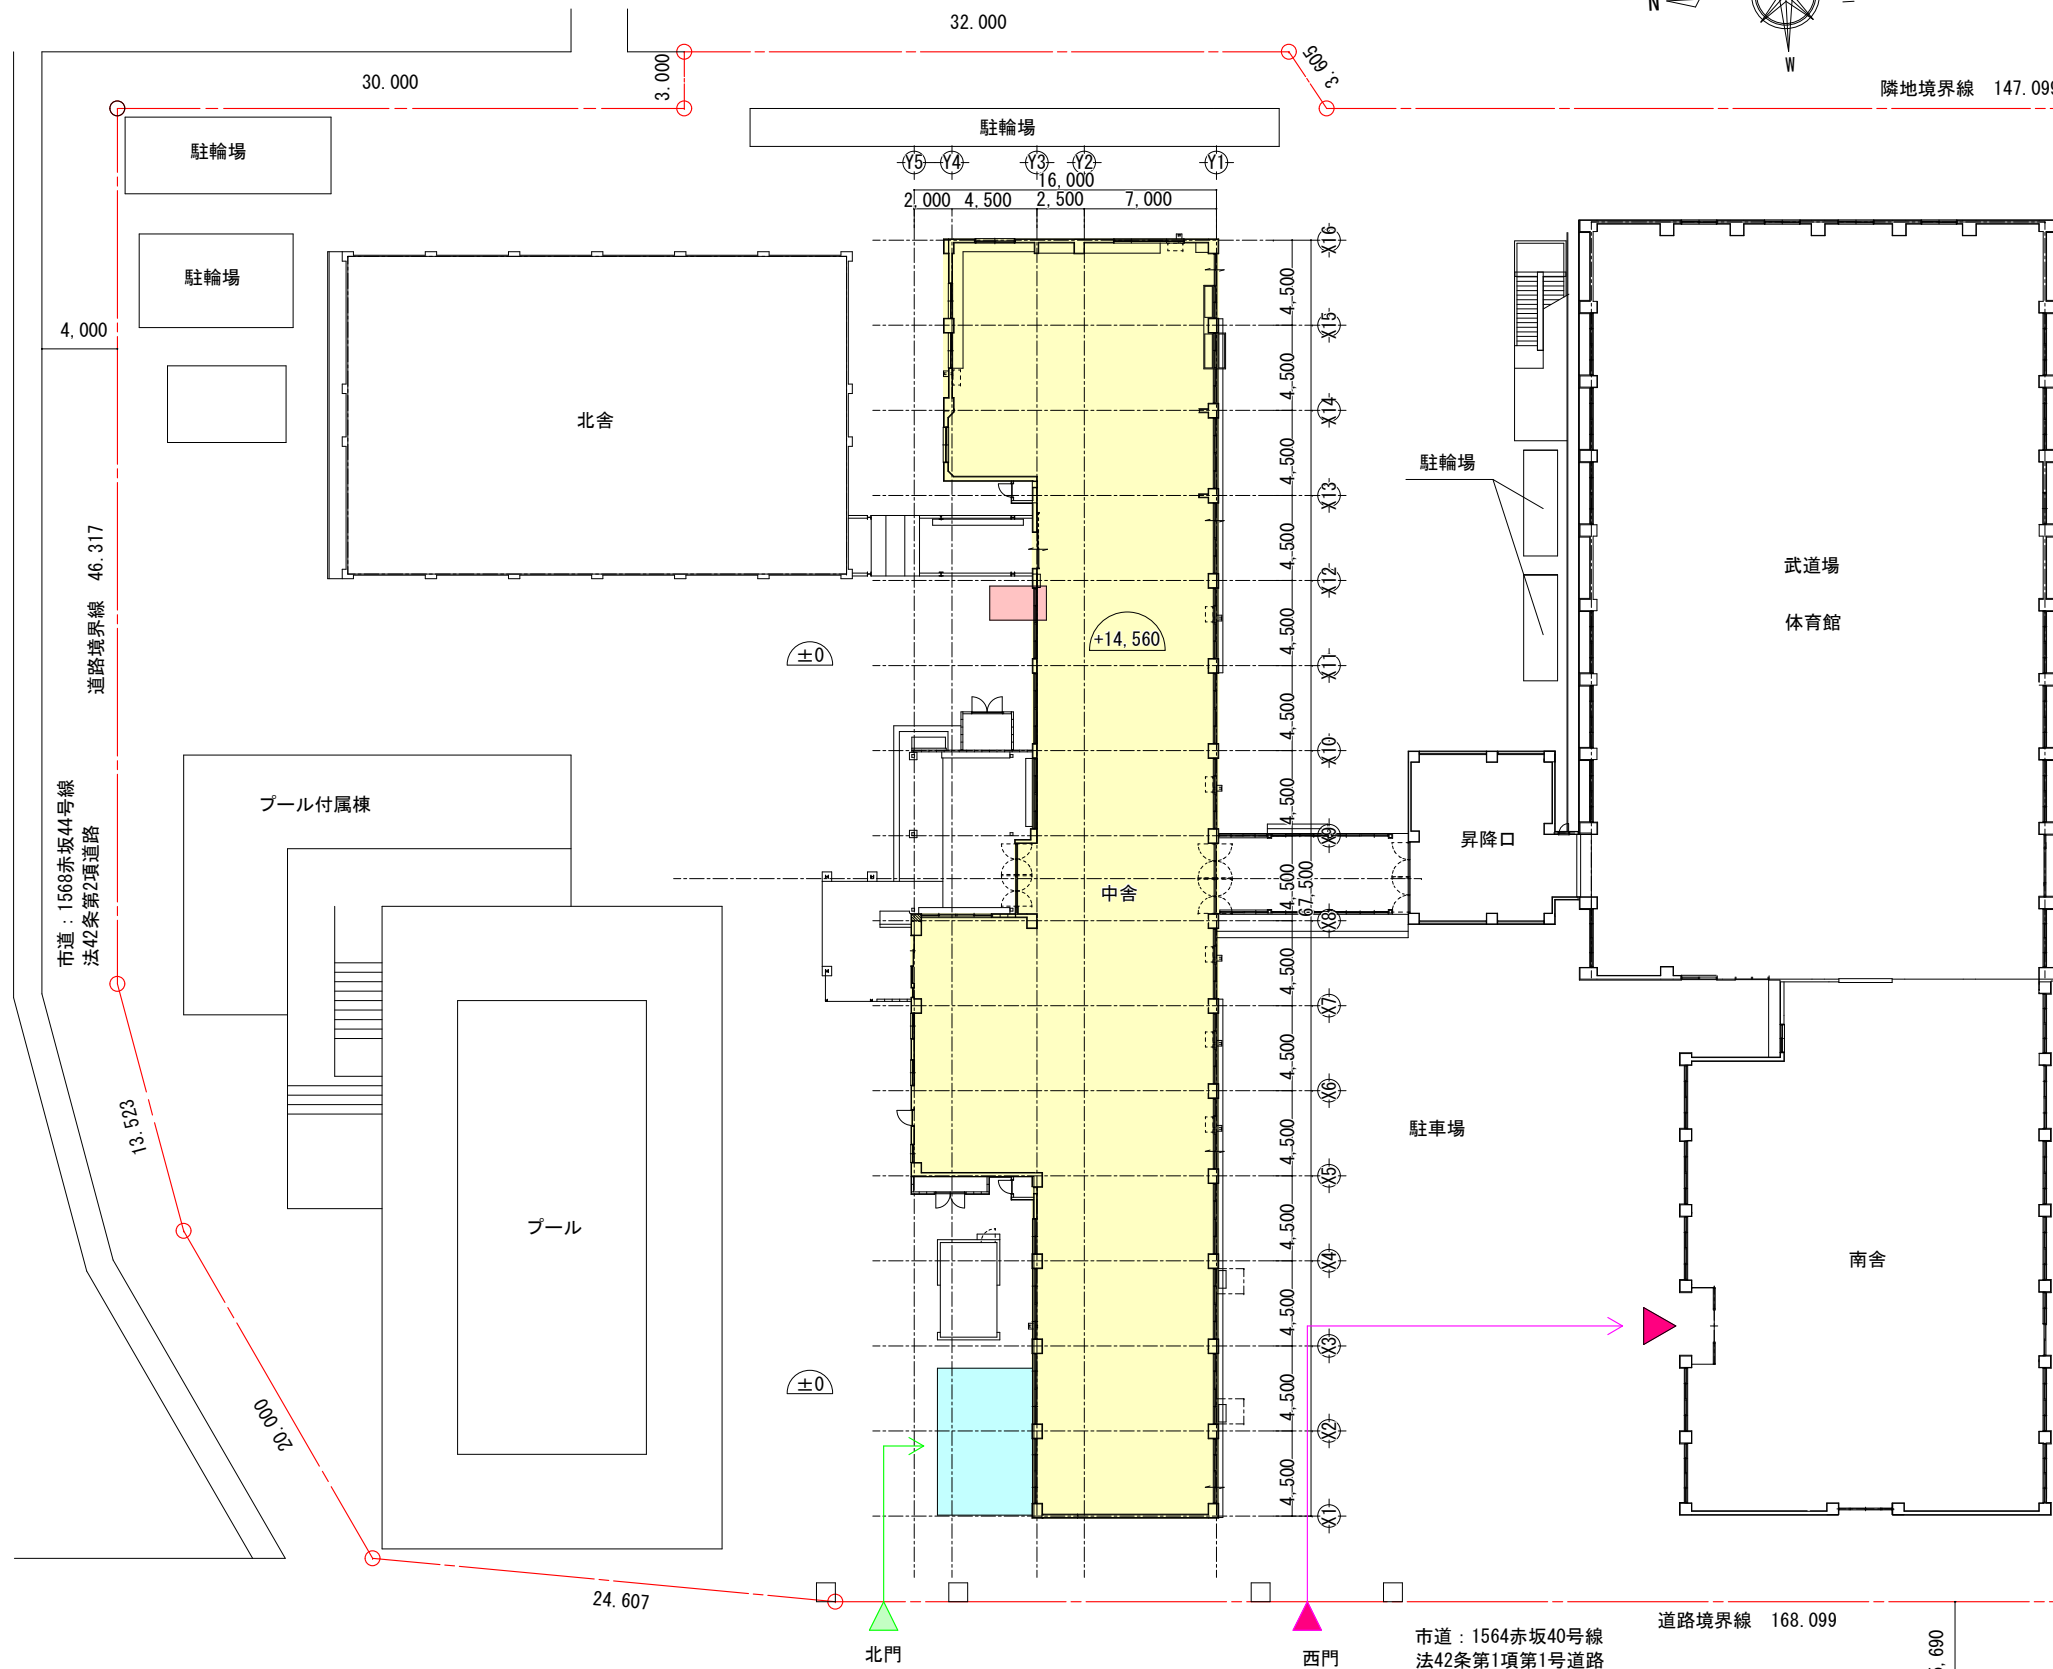 32.000
N
W
30.000
3.000
3.605
隣地境界線 147.099
駐輪場
駐輪場
Y5
Y4
Y3
Y2
Y1
16,000
2,000
4,500
2,500
7,000
X16
駐輪場
4,500
X15
4,000
4,500
X14
北舎
4,500
駐輪場
X13
4,500
道路境界線 46.317
武道場
X12
4,500
体育館
+14,560
±0
X11
4,500
X10
4,500
プール付属棟
市道：1568赤坂44号線
法42条第2項道路
X9
昇降口
4,500
67,500
中舎
X8
4,500
X7
4,500
X6
13.523
駐車場
4,500
X5
プール
4,500
X4
南舎
4,500
X3
±0
4,500
20.000
X2
4,500
X1
24.607
道路境界線 168.099
北門
西門
市道：1564赤坂40号線
法42条第1項第1号道路